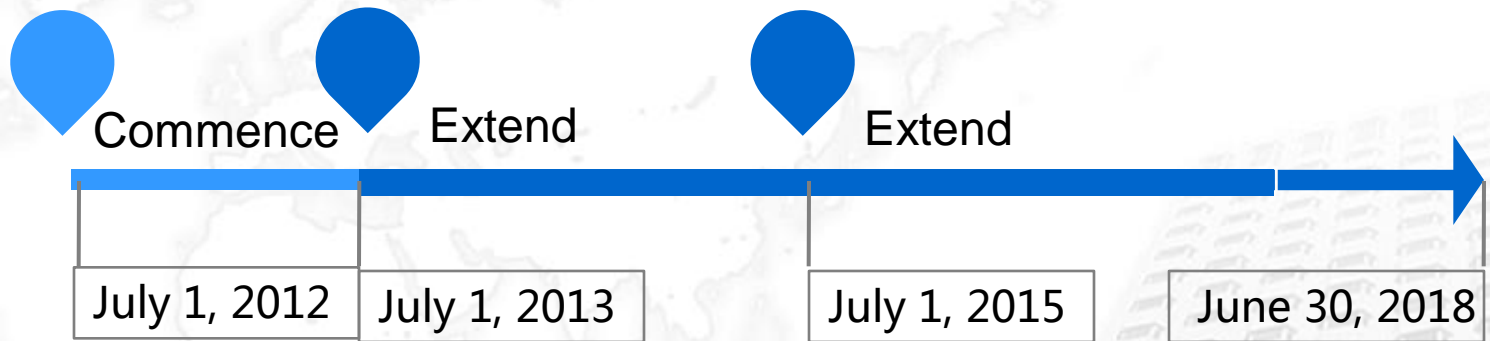 Commence
Extend
Extend
July 1, 2012
July 1, 2013
July 1, 2015
June 30, 2018